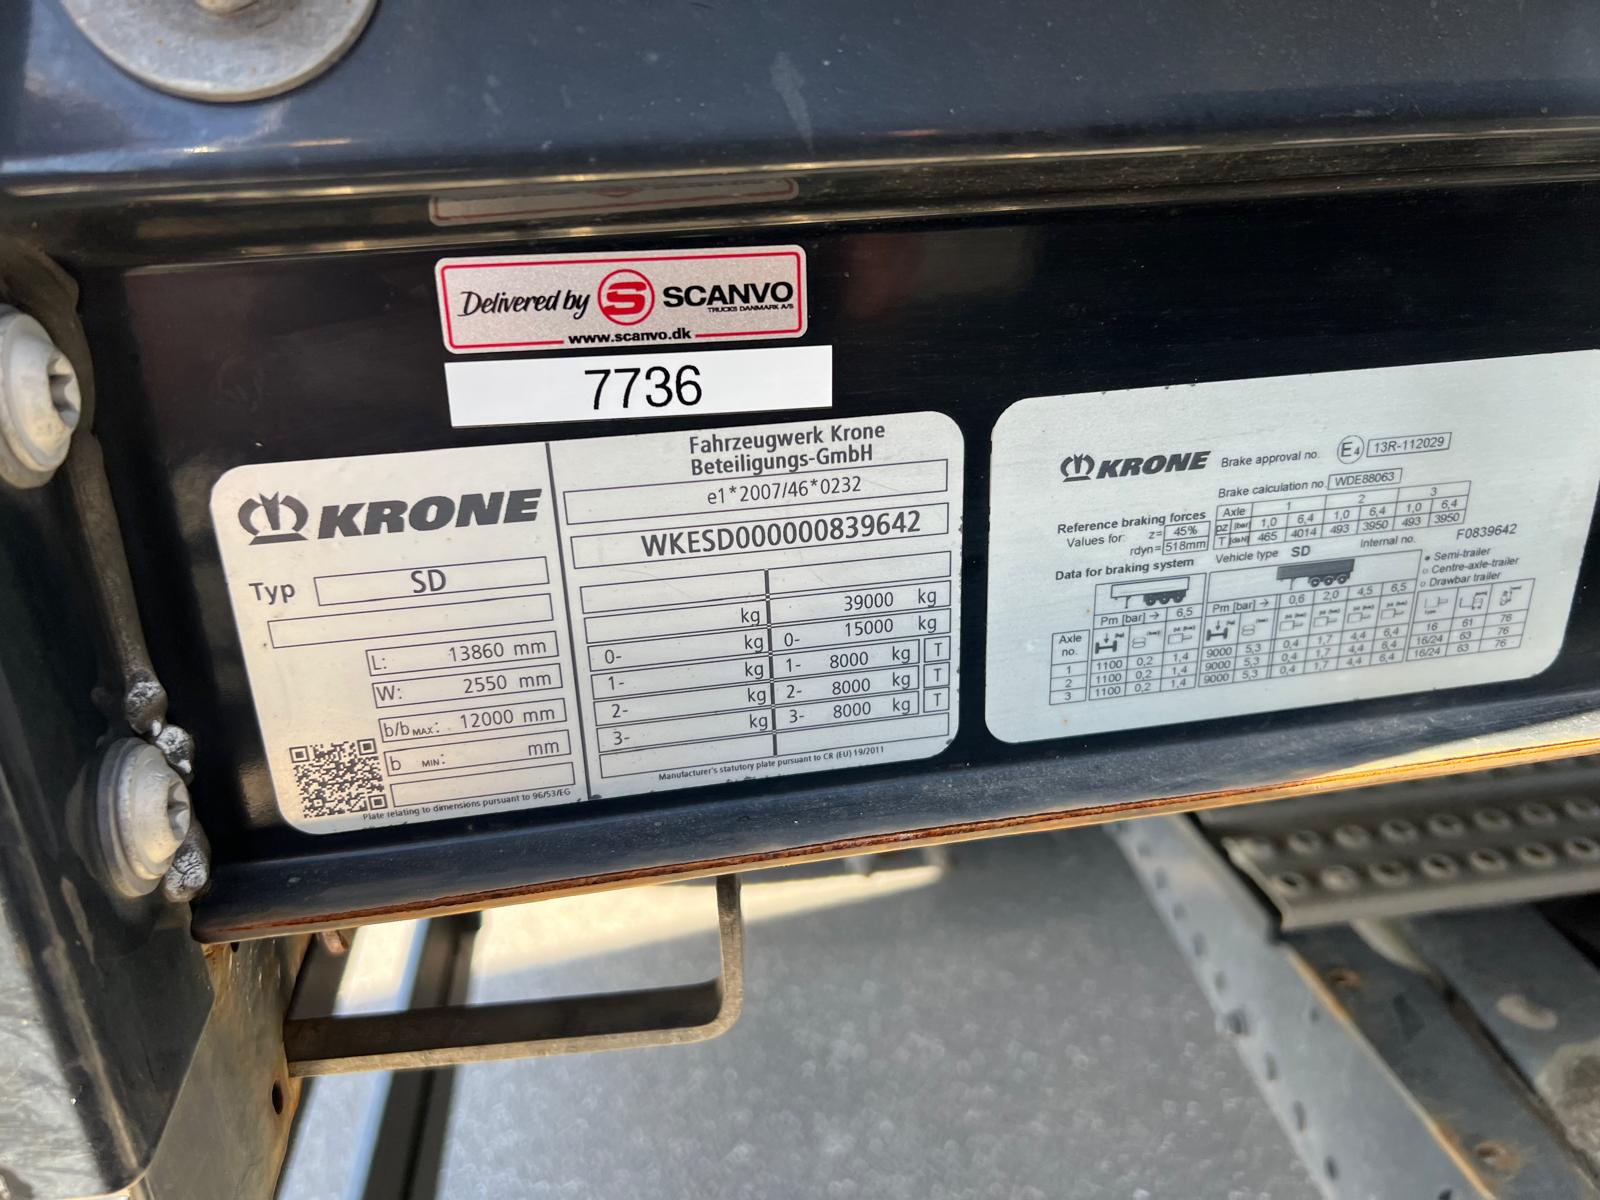 Delivered by S SCANVO
TRUCKS DANMARK A/S
www.scanvo.dk
7736
KRONE
Typ SD
L: 13860 mm
W: 2550 mm
b/b MAX: 12000 mm
b MIN: mm
Plate relating to dimensions pursuant to 96/53/EG
Fahrzeugwerk Krone
Beteiligungs-GmbH
e1*2007/46*0232
WKESD000000839642
kg 39000 kg
0- kg 0- 15000 kg
1- kg 1- 8000 kg T
2- kg 2- 8000 kg T
3- kg 3- 8000 kg T
Manufacturer's statutory plate pursuant to CR (EU) 19/2011
KRONE Brake approval no. E4 13R-112029
Brake calculation no. WDE88063
Reference braking forces
Values for: z= 45%
rdyn= 518mm
Axle 1 2 3
pz [bar] 1,0 6,4 1,0 6,4 1,0 6,4
T [daN] 465 4014 493 3950 493 3950
Data for braking system
Vehicle type SD
Internal no. F0839642
Semi-trailer
Centre-axle-trailer
Drawbar trailer
Pm [bar] → 6,5
Pm [bar] → 0,6 2,0 4,5 6,5
Axle
no.
1 1100 0,2 1,4 9000 5,3 0,4 1,7 4,4 6,4 16 61 76
2 1100 0,2 1,4 9000 5,3 0,4 1,7 4,4 6,4 16/24 63 76
3 1100 0,2 1,4 9000 5,3 0,4 1,7 4,4 6,4 16/24 63 76